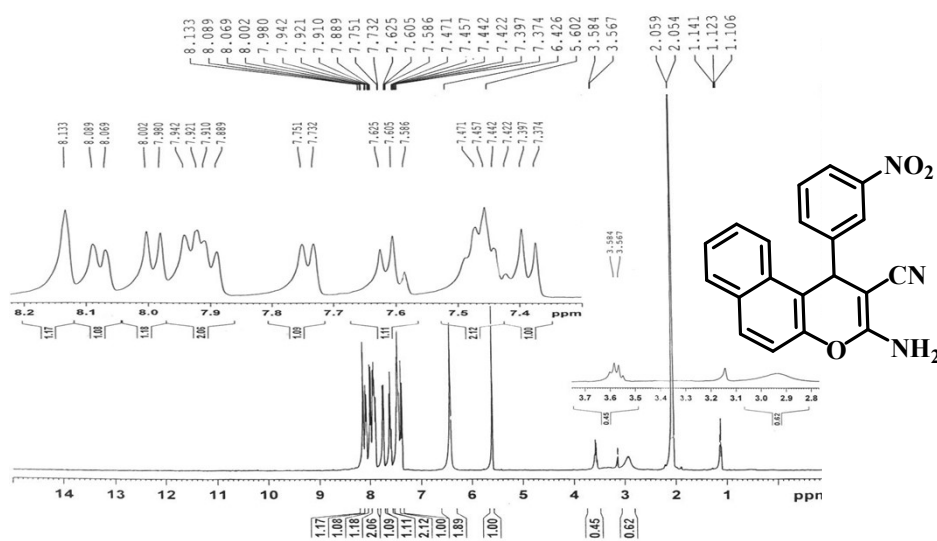 8.133 8.089 8.069 8.002 7.980 7.942 7.921 7.910 7.889 7.751 7.732 7.625 7.605 7.586 7.471 7.457 7.442 7.422 7.397 7.374 6.426 5.602 3.584 3.567 2.059 2.054 1.141 1.123 1.106
8.133 8.089 8.069 8.002 7.980 7.942 7.921 7.910 7.889 7.751 7.732 7.625 7.605 7.586 7.471 7.457 7.442 7.422 7.397 7.374
NO2
CN
O NH2
3.584 3.567
8.2 8.1 8.0 7.9 7.8 7.7 7.6 7.5 7.4 ppm
1.17 1.08 1.18 2.06 1.09 1.11 2.12 1.00
3.7 3.6 3.5 3.4 3.3 3.2 3.1 3.0 2.9 2.8
0.45 0.62
14 13 12 11 10 9 8 7 6 5 4 3 2 1 ppm
1.17 1.08 1.18 2.06 1.09 1.11 2.12 1.00 1.89 1.00 0.45 0.62